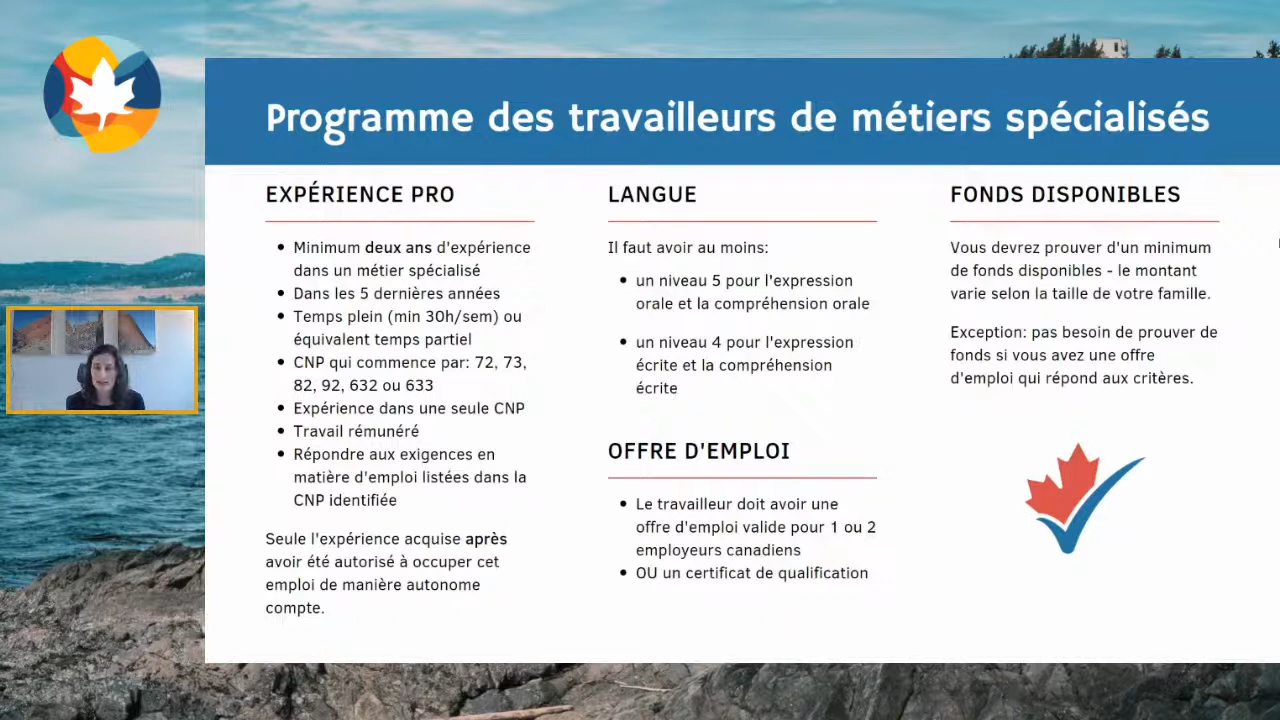 Programme des travailleurs de métiers spécialisés
EXPÉRIENCE PRO
Minimum deux ans d'expérience
dans un métier spécialisé
Dans les 5 dernières années
Temps plein (min 30h/sem) ou
équivalent temps partiel
CNP qui commence par: 72, 73,
82, 92, 632 ou 633
Expérience dans une seule CNP
Travail rémunéré
Répondre aux exigences en
matière d'emploi listées dans la
CNP identifiée
Seule l'expérience acquise après
avoir été autorisé à occuper cet
emploi de manière autonome
compte.
LANGUE
Il faut avoir au moins:
un niveau 5 pour l'expression
orale et la compréhension orale
un niveau 4 pour l'expression
écrite et la compréhension
écrite
OFFRE D'EMPLOI
Le travailleur doit avoir une
offre d'emploi valide pour 1 ou 2
employeurs canadiens
OU un certificat de qualification
FONDS DISPONIBLES
Vous devrez prouver d'un minimum
de fonds disponibles - le montant
varie selon la taille de votre famille.
Exception: pas besoin de prouver de
fonds si vous avez une offre
d'emploi qui répond aux critères.